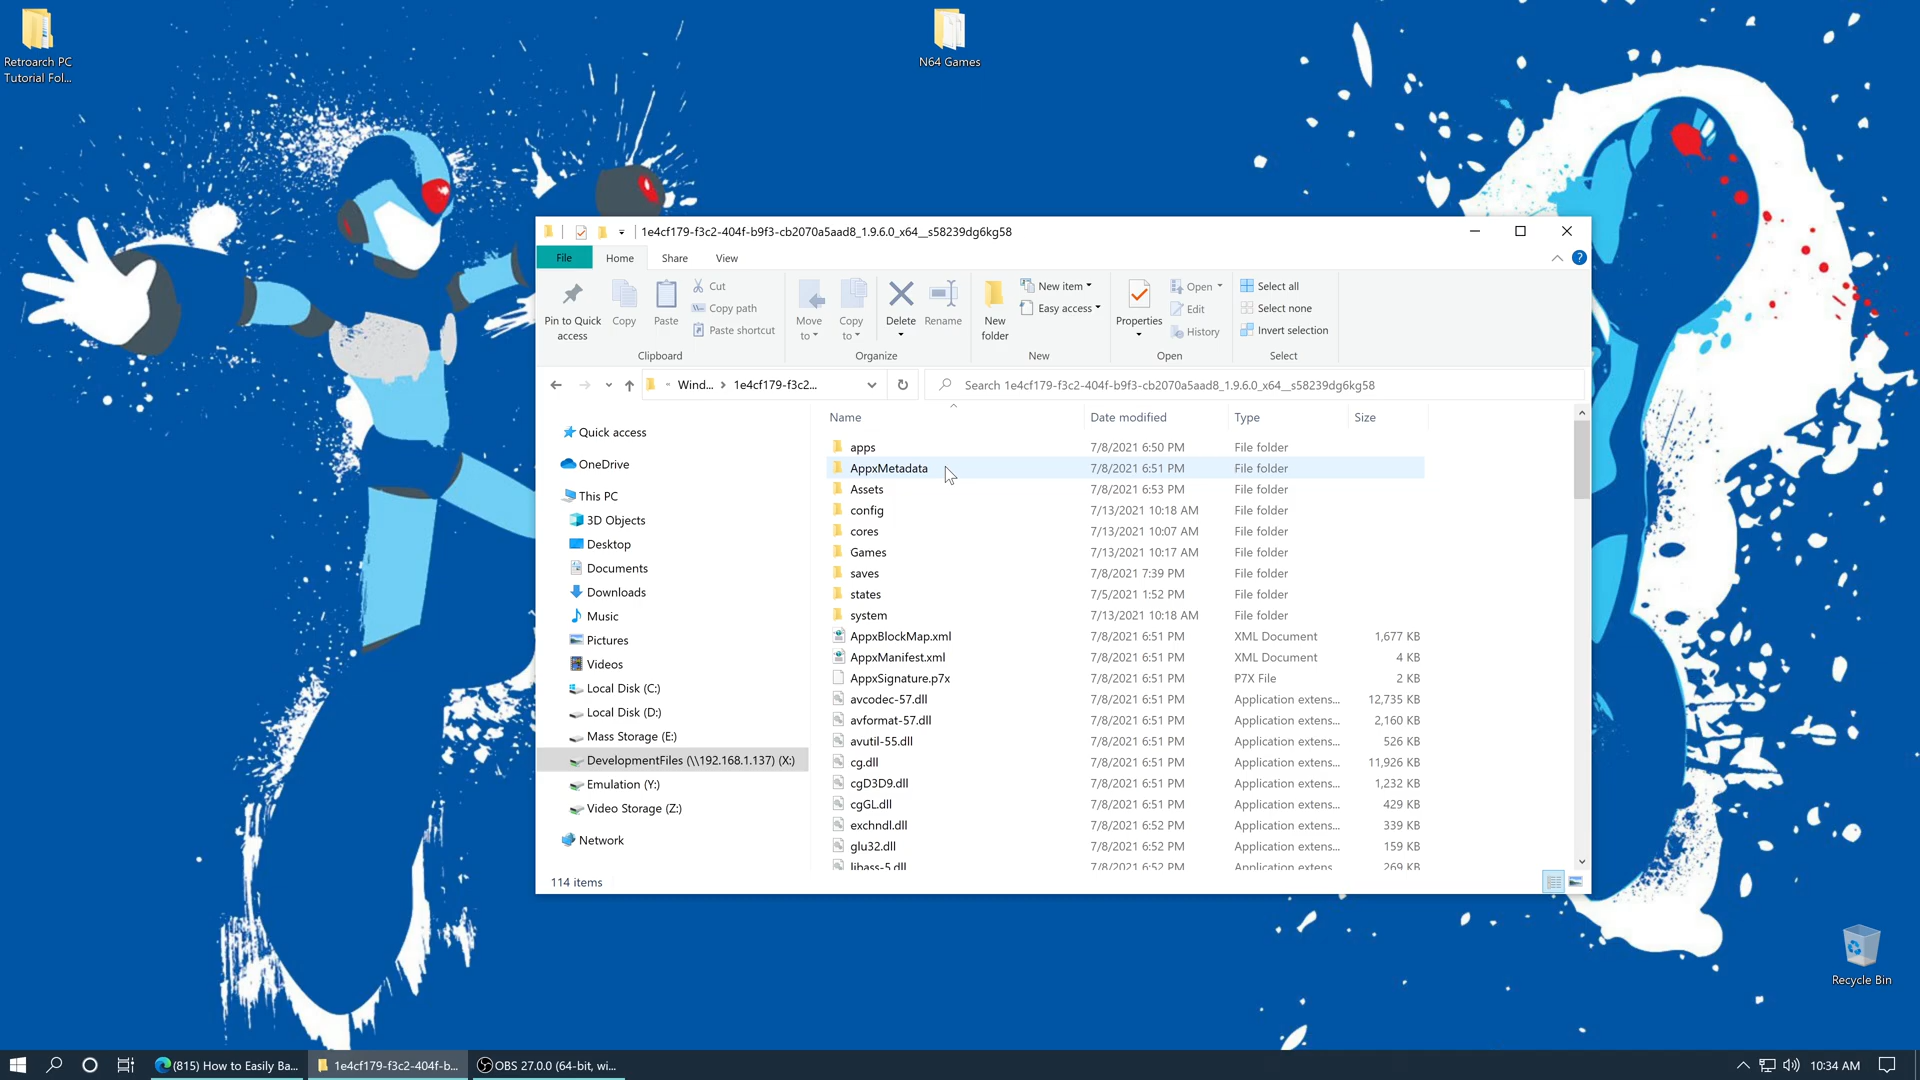 Retroarch PC
Tutorial Fol...
N64 Games
1e4cf179-f3c2-404f-b9f3-cb2070a5aad8_1.9.6.0_x64__s58239dg6kg58
File
Home
Share
View
Pin to Quick
access
Copy
Paste
Cut
Copy path
Paste shortcut
Clipboard
Move
to
Copy
to
Delete
Rename
Organize
New
folder
New item
Easy access
New
Properties
Open
Edit
History
Open
Select all
Select none
Invert selection
Select
Wind...
1e4cf179-f3c2...
Search 1e4cf179-f3c2-404f-b9f3-cb2070a5aad8_1.9.6.0_x64__s58239dg6kg58
Quick access
OneDrive
This PC
3D Objects
Desktop
Documents
Downloads
Music
Pictures
Videos
Local Disk (C:)
Local Disk (D:)
Mass Storage (E:)
DevelopmentFiles (\\192.168.1.137) (X:)
Emulation (Y:)
Video Storage (Z:)
Network
Name Date modified Type Size
apps 7/8/2021 6:50 PM File folder
AppxMetadata 7/8/2021 6:51 PM File folder
Assets 7/8/2021 6:53 PM File folder
config 7/13/2021 10:18 AM File folder
cores 7/13/2021 10:07 AM File folder
Games 7/13/2021 10:17 AM File folder
saves 7/8/2021 7:39 PM File folder
states 7/5/2021 1:52 PM File folder
system 7/13/2021 10:18 AM File folder
AppxBlockMap.xml 7/8/2021 6:51 PM XML Document 1,677 KB
AppxManifest.xml 7/8/2021 6:51 PM XML Document 4 KB
AppxSignature.p7x 7/8/2021 6:51 PM P7X File 2 KB
avcodec-57.dll 7/8/2021 6:51 PM Application extens... 12,735 KB
avformat-57.dll 7/8/2021 6:51 PM Application extens... 2,160 KB
avutil-55.dll 7/8/2021 6:51 PM Application extens... 526 KB
cg.dll 7/8/2021 6:51 PM Application extens... 11,926 KB
cgD3D9.dll 7/8/2021 6:51 PM Application extens... 1,232 KB
cgGL.dll 7/8/2021 6:51 PM Application extens... 429 KB
exchndl.dll 7/8/2021 6:52 PM Application extens... 339 KB
glu32.dll 7/8/2021 6:52 PM Application extens... 159 KB
libass-5.dll 7/8/2021 6:52 PM Application extens... 269 KB
114 items
Recycle Bin
(815) How to Easily Ba...
1e4cf179-f3c2-404f-b...
OBS 27.0.0 (64-bit, wi...
10:34 AM